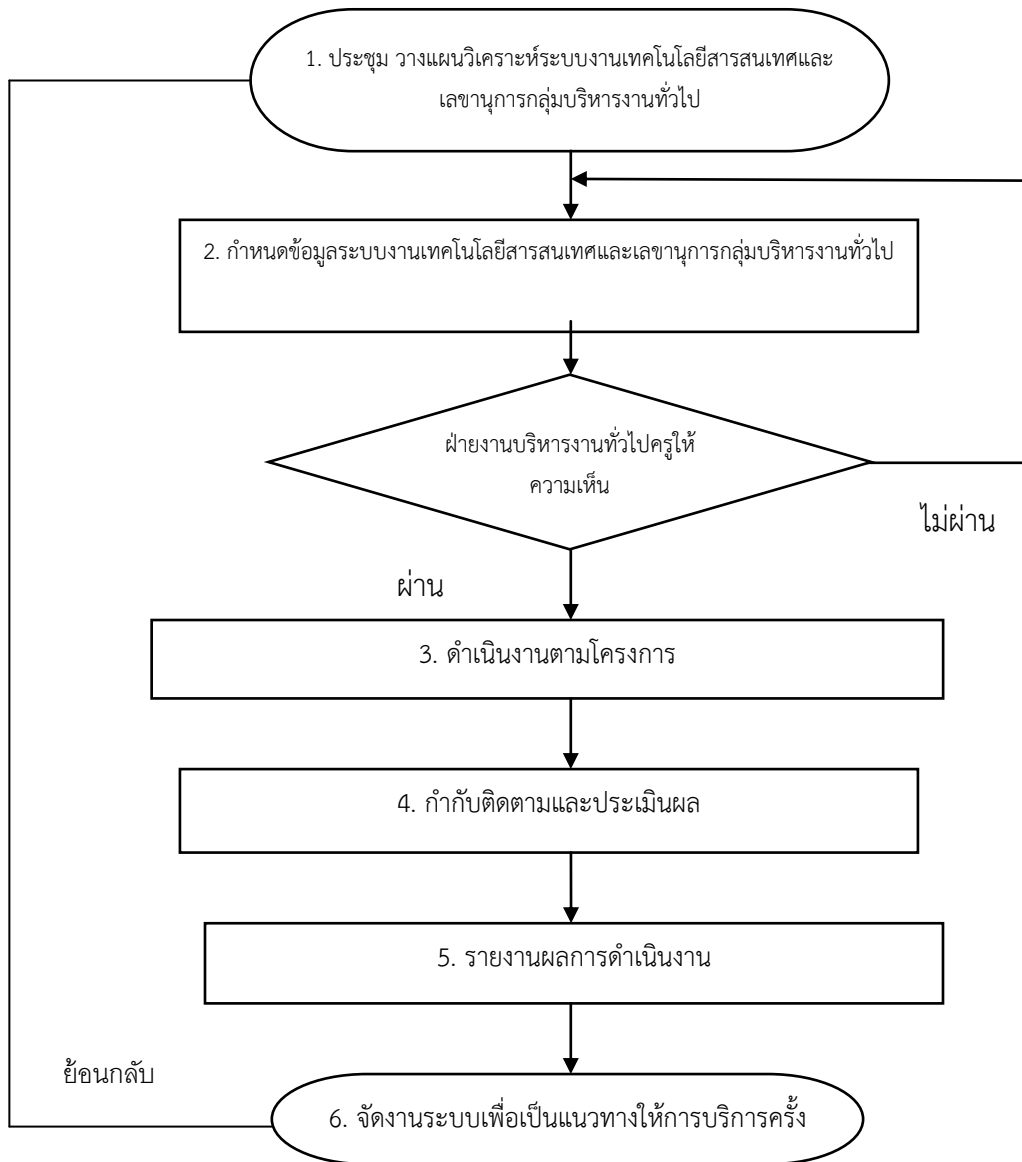 1. ประชุม วางแผนวิเคราะห์ระบบงานเทคโนโลยีสารสนเทศและ
เลขานุการกลุ่มบริหารงานทั่วไป
2. กำหนดข้อมูลระบบงานเทคโนโลยีสารสนเทศและเลขานุการกลุ่มบริหารงานทั่วไป
ฝ่ายงานบริหารงานทั่วไปครูให้
ความเห็น
ไม่ผ่าน
ผ่าน
3. ดำเนินงานตามโครงการ
4. กำกับติดตามและประเมินผล
5. รายงานผลการดำเนินงาน
ย้อนกลับ
6. จัดงานระบบเพื่อเป็นแนวทางให้การบริการครั้ง